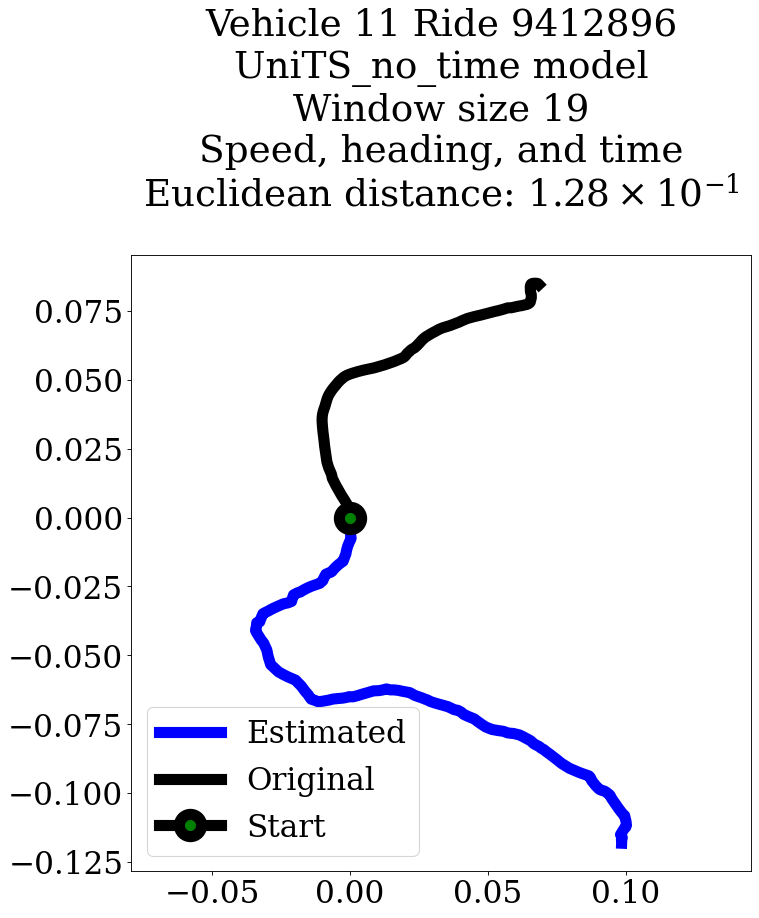 Vehicle 11 Ride 9412896
UniTS_no_time model
Window size 19
Speed, heading, and time
Euclidean distance: 1.28 × 10⁻¹
0.075
0.050
0.025
0.000
−0.025
−0.050
−0.075
−0.100
−0.125
Estimated
Original
Start
−0.05 0.00 0.05 0.10